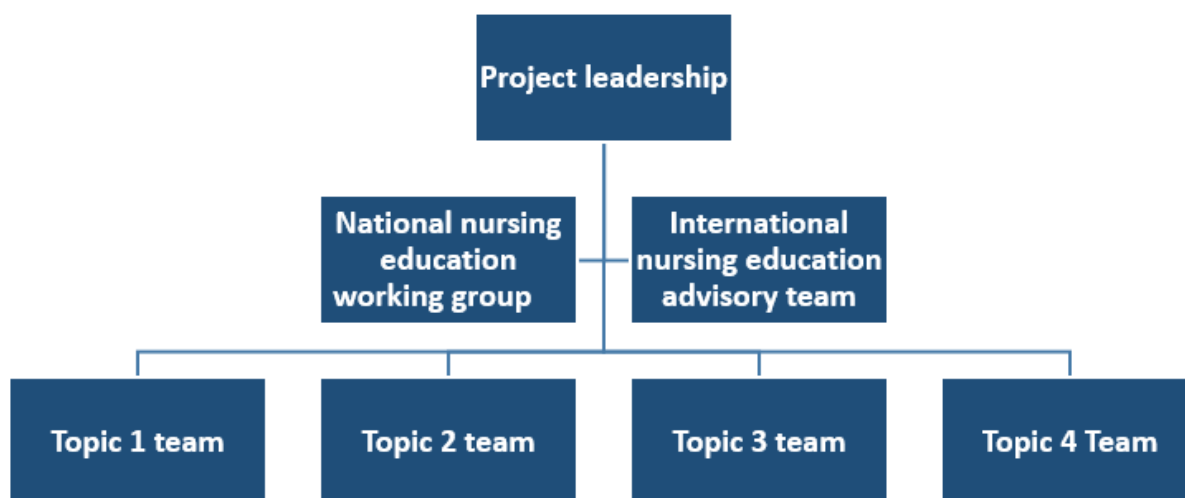 Project leadership
National nursing
education
working group
International
nursing education
advisory team
Topic 1 team
Topic 2 team
Topic 3 team
Topic 4 Team